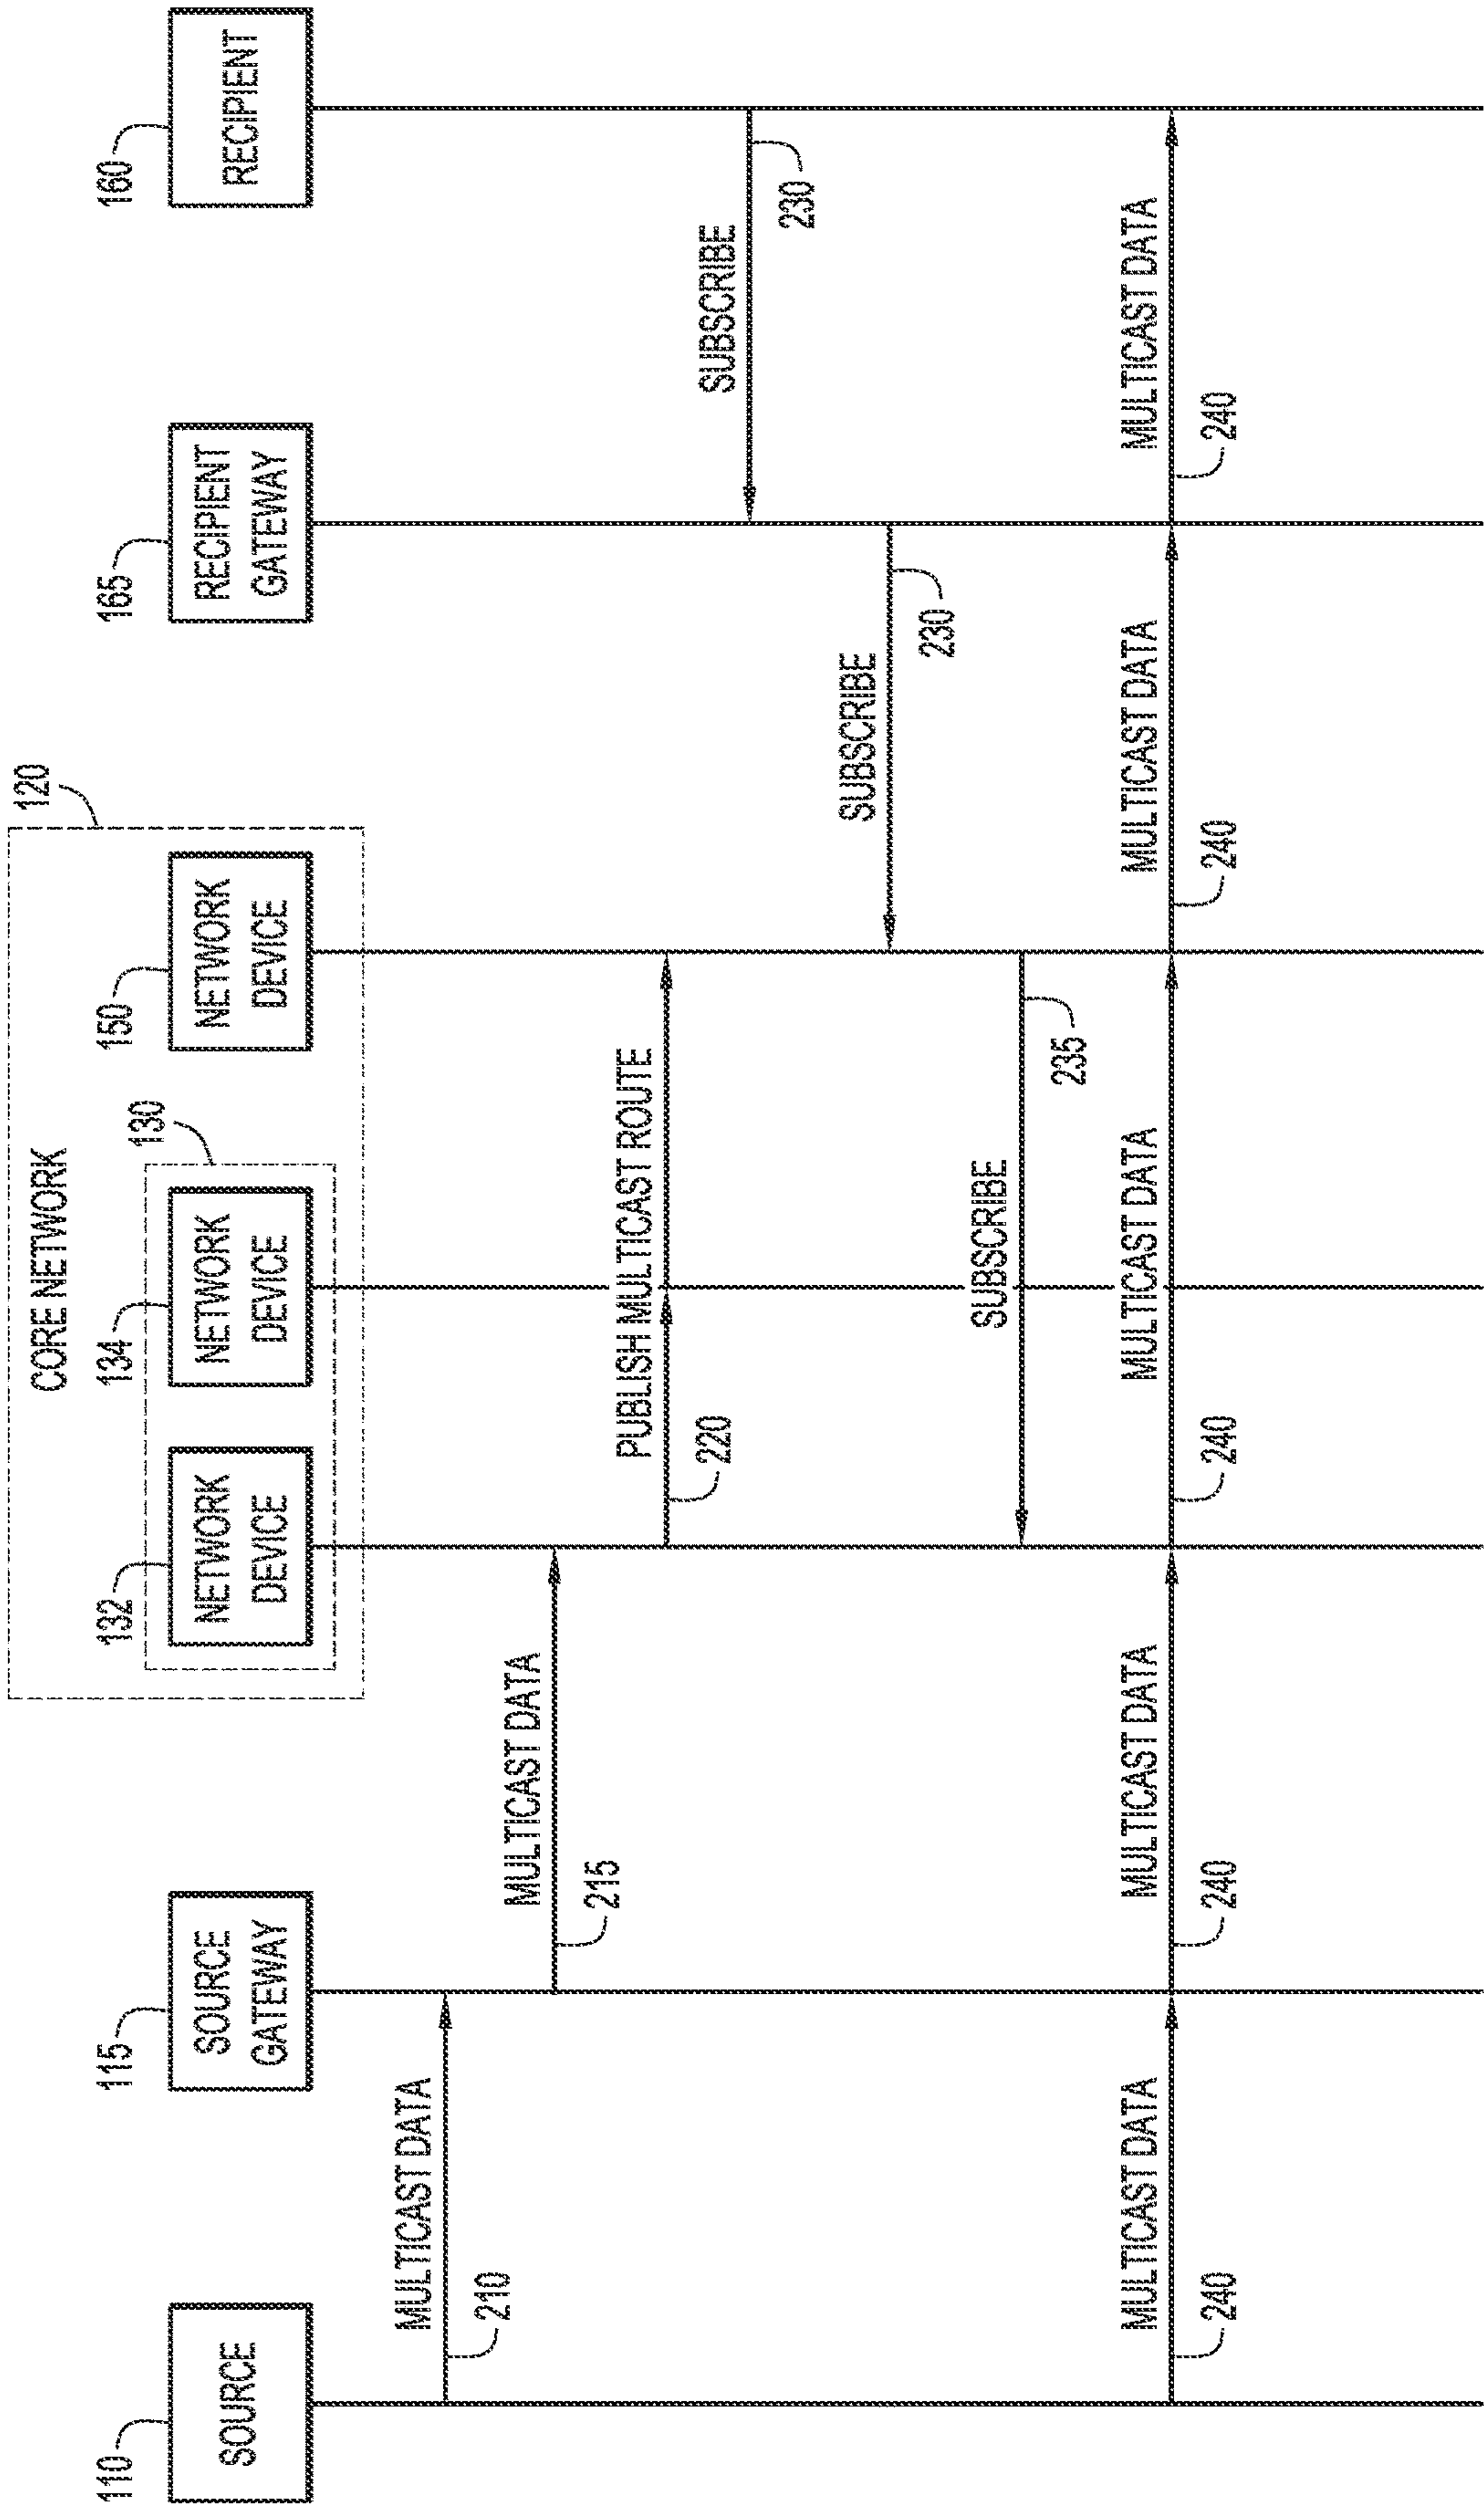 CORE NETWORK
120
130
110
115
132
134
150
165
160
SOURCE
SOURCE
GATEWAY
NETWORK
DEVICE
NETWORK
DEVICE
NETWORK
DEVICE
RECIPIENT
GATEWAY
RECIPIENT
MULTICAST DATA
210
MULTICAST DATA
215
PUBLISH MULTICAST ROUTE
220
SUBSCRIBE
230
SUBSCRIBE
230
SUBSCRIBE
235
MULTICAST DATA
MULTICAST DATA
MULTICAST DATA
MULTICAST DATA
MULTICAST DATA
240
240
240
240
240